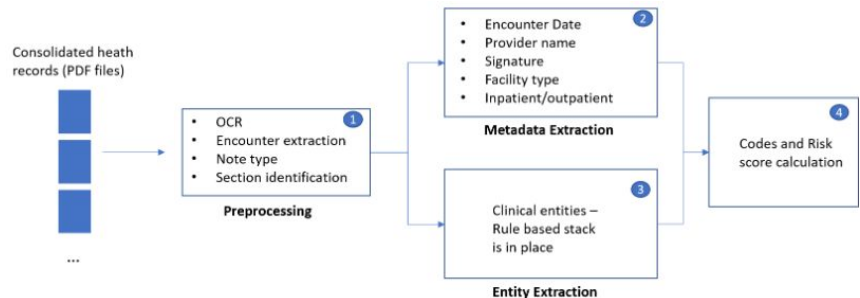 Consolidated heath
records (PDF files)
...
1
• OCR
• Encounter extraction
• Note type
• Section identification
Preprocessing
2
• Encounter Date
• Provider name
• Signature
• Facility type
• Inpatient/outpatient
Metadata Extraction
3
Clinical entities –
Rule based stack
is in place
Entity Extraction
4
Codes and Risk
score calculation